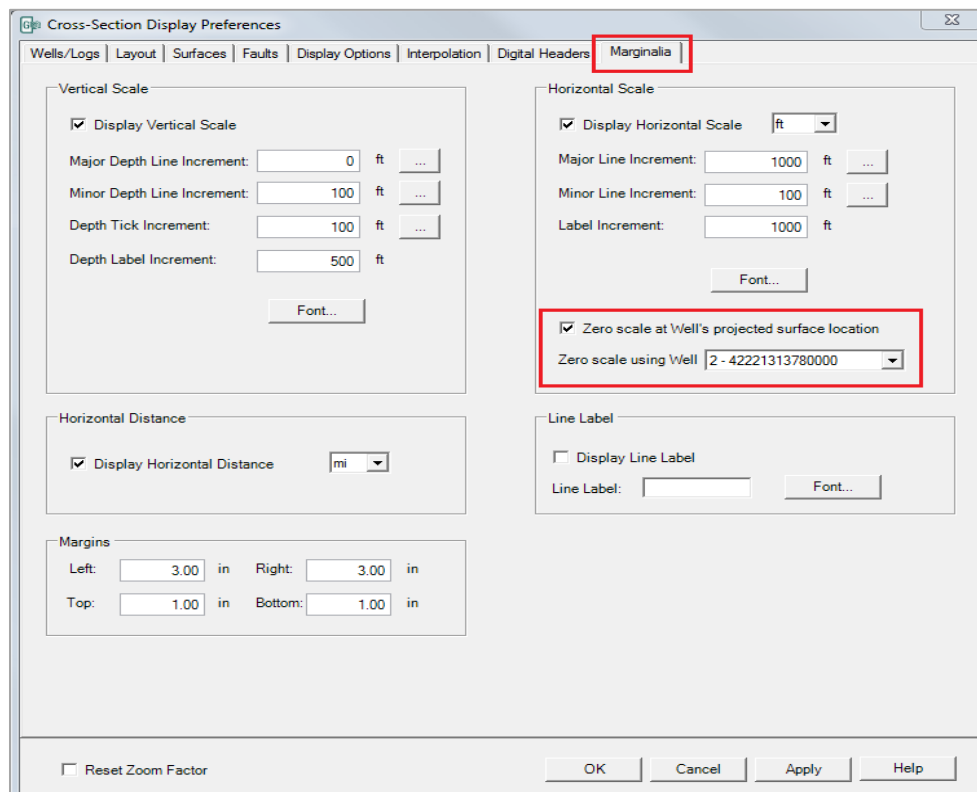 Cross-Section Display Preferences
Wells/Logs Layout Surfaces Faults Display Options Interpolation Digital Headers Marginalia
Vertical Scale
Display Vertical Scale
Major Depth Line Increment: 0 ft ...
Minor Depth Line Increment: 100 ft ...
Depth Tick Increment: 100 ft ...
Depth Label Increment: 500 ft
Font...
Horizontal Scale
Display Horizontal Scale ft
Major Line Increment: 1000 ft ...
Minor Line Increment: 100 ft ...
Label Increment: 1000 ft
Font...
Zero scale at Well's projected surface location
Zero scale using Well 2 - 42221313780000
Horizontal Distance
Display Horizontal Distance mi
Line Label
Display Line Label
Line Label: Font...
Margins
Left: 3.00 in Right: 3.00 in
Top: 1.00 in Bottom: 1.00 in
Reset Zoom Factor
OK Cancel Apply Help